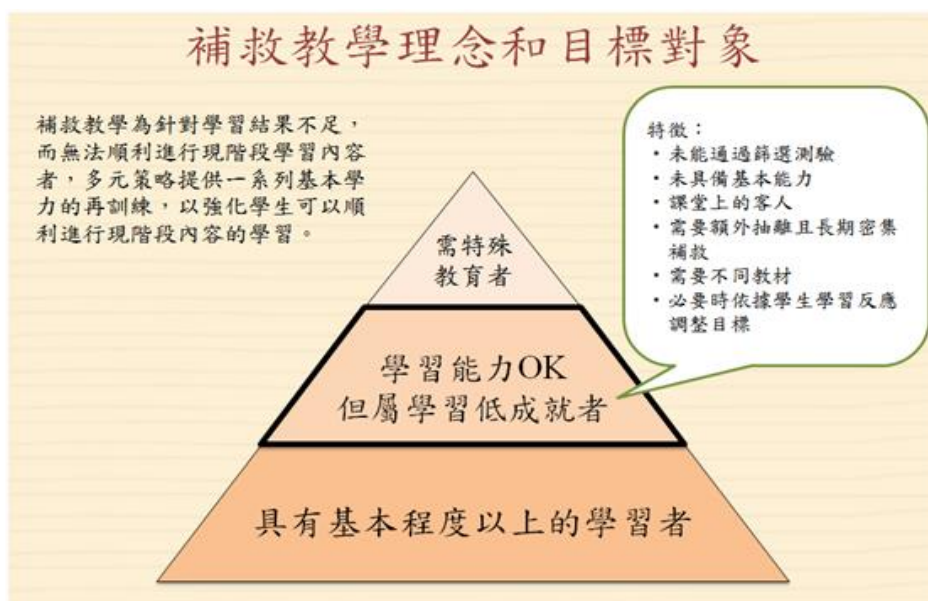 補救教學理念和目標對象
補救教學為針對學習結果不足，
而無法順利進行現階段學習內容
者，多元策略提供一系列基本學
力的再訓練，以強化學生可以順
利進行現階段內容的學習。
特徵：
・未能通過篩選測驗
・未具備基本能力
・課堂上的客人
・需要額外抽離且長期密集
補救
・需要不同教材
・必要時依據學生學習反應
調整目標
需特殊
教育者
學習能力OK
但屬學習低成就者
具有基本程度以上的學習者